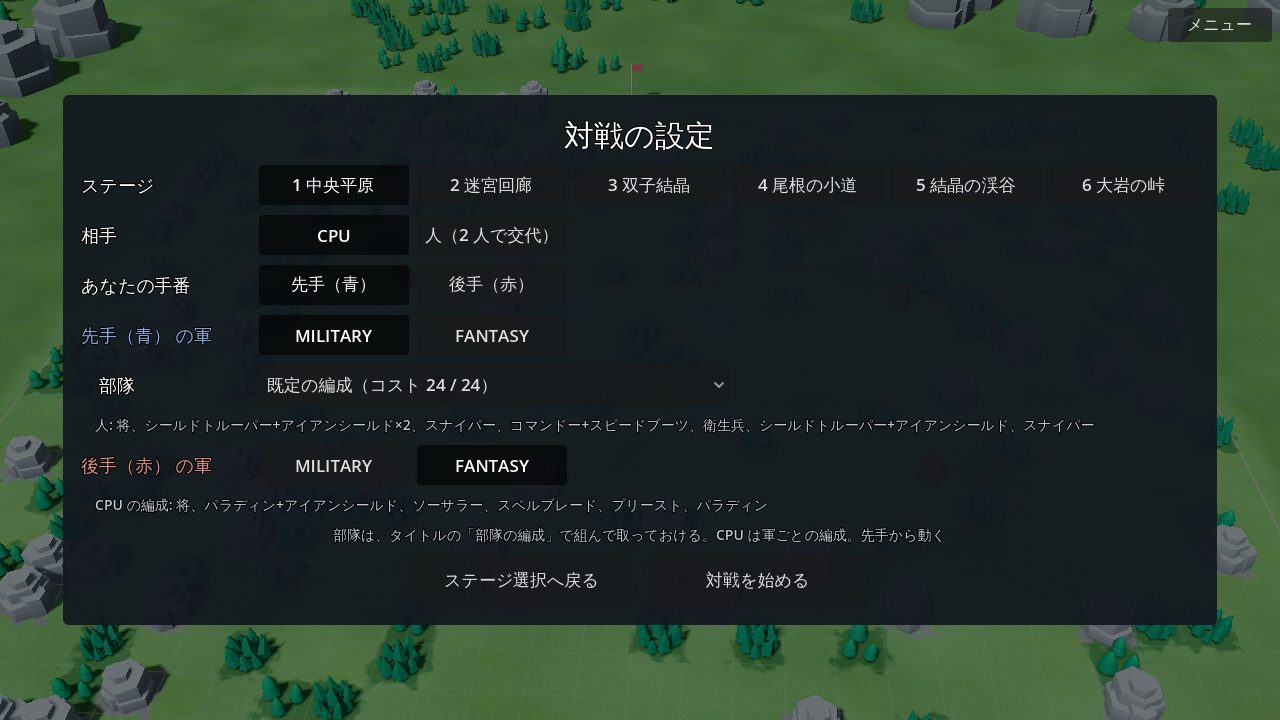 メニュー
対戦の設定
ステージ 1 中央平原 2 迷宮回廊 3 双子結晶 4 尾根の小道 5 結晶の渓谷 6 大岩の峠
相手 CPU 人（2 人で交代）
あなたの手番 先手（青） 後手（赤）
先手（青） の軍 MILITARY FANTASY
部隊 既定の編成（コスト 24 / 24）
人: 将、シールドトルーパー+アイアンシールド×2、スナイパー、コマンドー+スピードブーツ、衛生兵、シールドトルーパー+アイアンシールド、スナイパー
後手（赤） の軍 MILITARY FANTASY
CPU の編成: 将、パラディン+アイアンシールド、ソーサラー、スペルブレード、プリースト、パラディン
部隊は、タイトルの「部隊の編成」で組んで取っておける。CPU は軍ごとの編成。先手から動く
ステージ選択へ戻る 対戦を始める